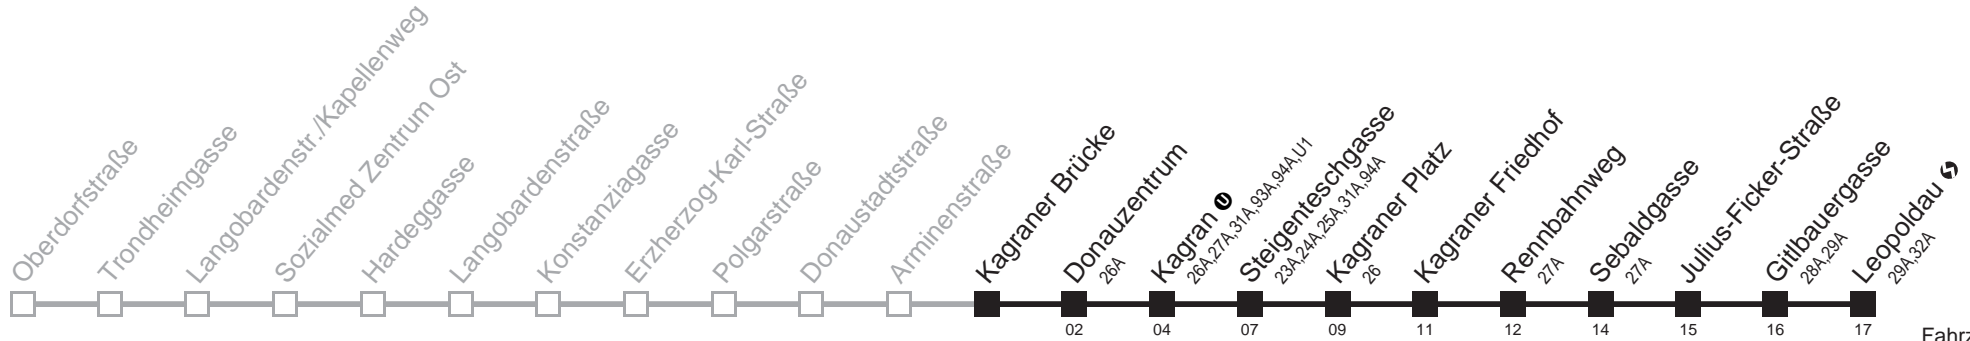 Oberdorfstraße
Trondheimgasse
Langobardenstr./Kapellenweg
Sozialmed Zentrum Ost
Hardeggasse
Langobardenstraße
Konstanziagasse
Erzherzog-Karl-Straße
Polgarstraße
Donaustadtstraße
Arminenstraße
Kagraner Brücke
Donauzentrum
26A
Kagran U
26A,27A,31A,93A,94A,U1
Steigenteschgasse
23A,24A,25A,31A,94A
Kagraner Platz
26
Kagraner Friedhof
Rennbahnweg
27A
Sebaldgasse
27A
Julius-Ficker-Straße
Gitlbauergasse
28A,29A
Leopoldau
29A,32A
02 04 07 09 11 12 14 15 16 17
Fahrz